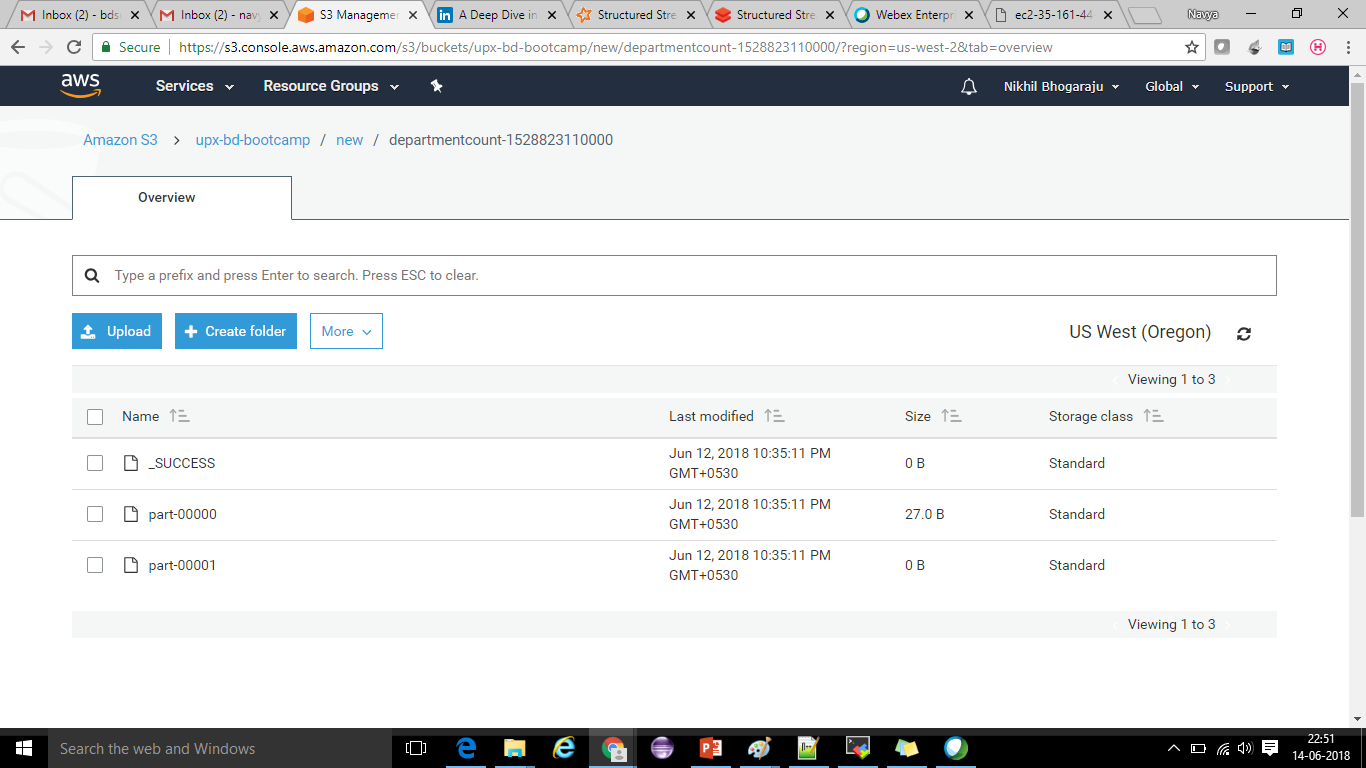 Inbox (2) - bds
Inbox (2) - nav
S3 Manageme
A Deep Dive in
Structured Stre
Structured Stre
Webex Enterpr
ec2-35-161-44
Navya
Secure
https://s3.console.aws.amazon.com/s3/buckets/upx-bd-bootcamp/new/departmentcount-1528823110000/?region=us-west-2&tab=overview
aws
Services
Resource Groups
Nikhil Bhogaraju
Global
Support
Amazon S3 > upx-bd-bootcamp / new / departmentcount-1528823110000
Overview
Type a prefix and press Enter to search. Press ESC to clear.
Upload
Create folder
More
US West (Oregon)
Viewing 1 to 3
Name Last modified Size Storage class
_SUCCESS Jun 12, 2018 10:35:11 PM 0 B Standard
GMT+0530
part-00000 Jun 12, 2018 10:35:11 PM 27.0 B Standard
GMT+0530
part-00001 Jun 12, 2018 10:35:11 PM 0 B Standard
GMT+0530
Viewing 1 to 3
Search the web and Windows
22:51
14-06-2018